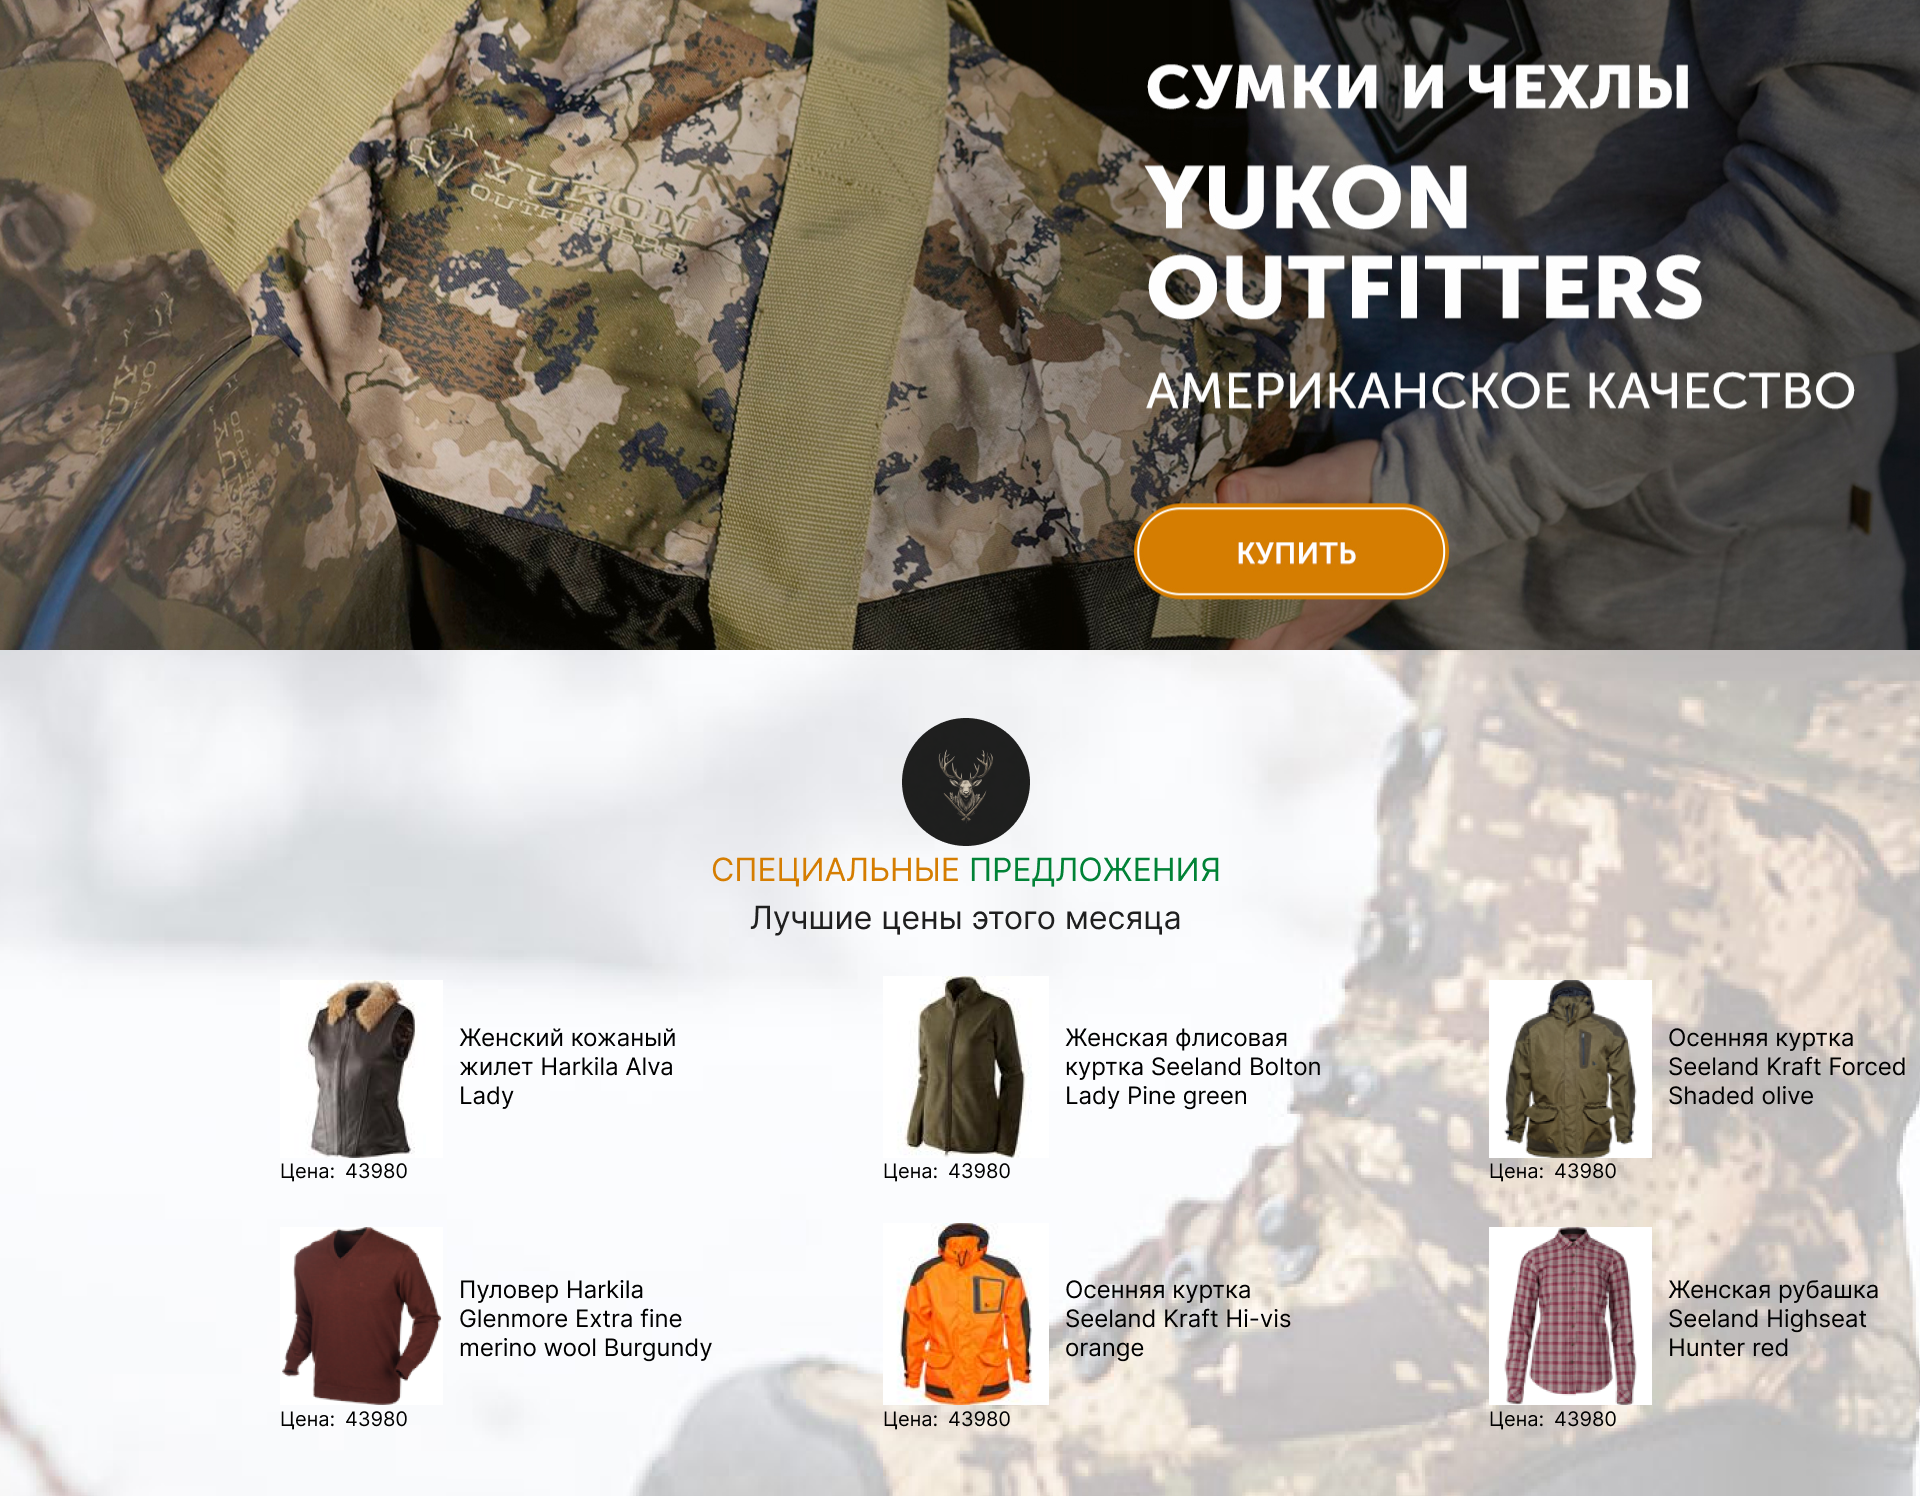 СУМКИ И ЧЕХЛЫ
YUKON
OUTFITTERS
АМЕРИКАНСКОЕ КАЧЕСТВО
YUKON
OUTFITTERS
КУПИТЬ
СПЕЦИАЛЬНЫЕ ПРЕДЛОЖЕНИЯ
Лучшие цены этого месяца
Женский кожаный
жилет Harkila Alva
Lady
Цена: 43980
Женская флисовая
куртка Seeland Bolton
Lady Pine green
Цена: 43980
Осенняя куртка
Seeland Kraft Forced
Shaded olive
Цена: 43980
Пуловер Harkila
Glenmore Extra fine
merino wool Burgundy
Цена: 43980
Осенняя куртка
Seeland Kraft Hi-vis
orange
Цена: 43980
Женская рубашка
Seeland Highseat
Hunter red
Цена: 43980